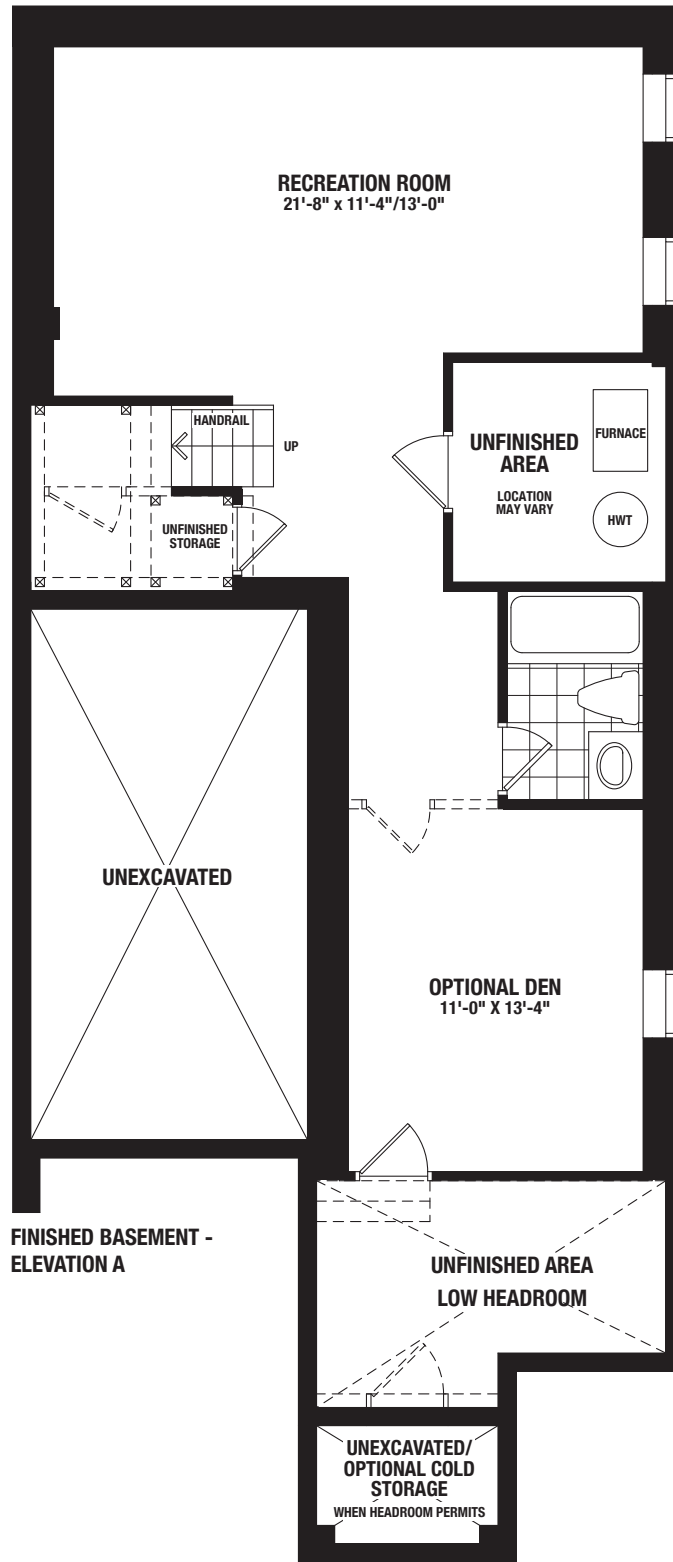 RECREATION ROOM
21'-8" x 11'-4"/13'-0"
HANDRAIL
UP
UNFINISHED
AREA
LOCATION
MAY VARY
FURNACE
HWT
UNFINISHED
STORAGE
UNEXCAVATED
OPTIONAL DEN
11'-0" X 13'-4"
FINISHED BASEMENT -
ELEVATION A
UNFINISHED AREA
LOW HEADROOM
UNEXCAVATED/
OPTIONAL COLD
STORAGE
WHEN HEADROOM PERMITS